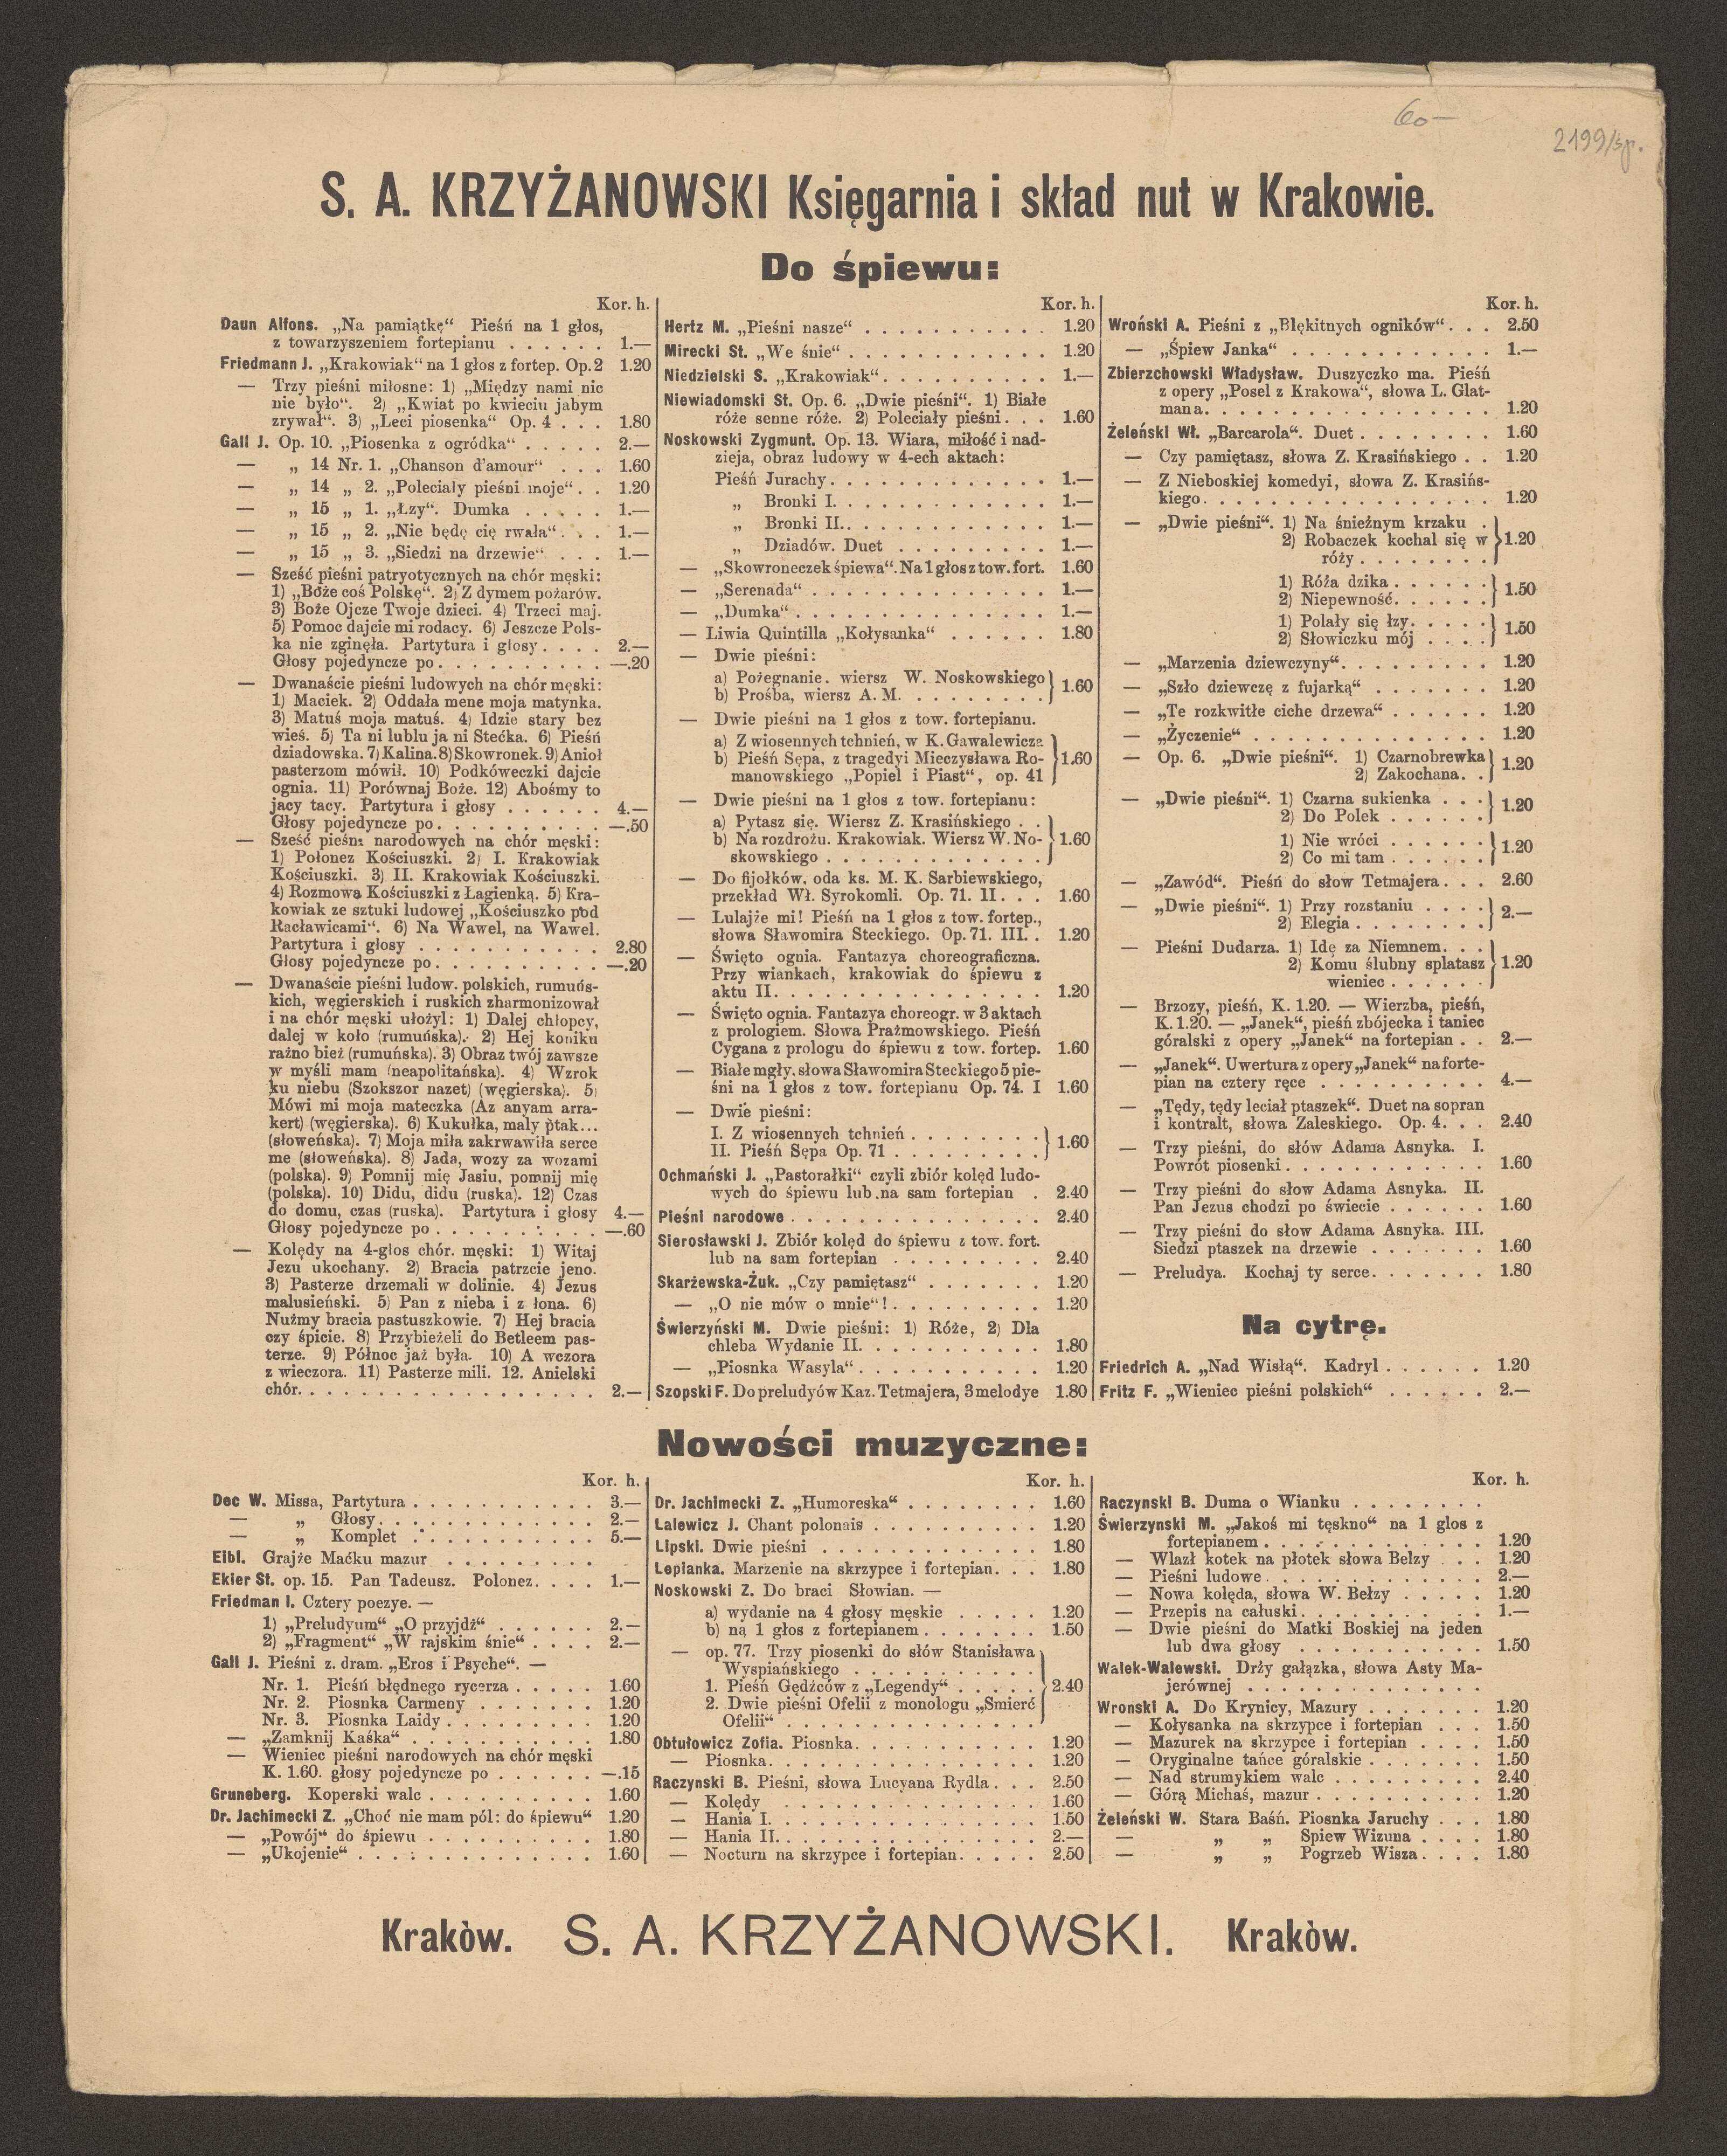 60—
2199/śp.
S. A. KRZYŻANOWSKI Księgarnia i skład nut w Krakowie.
Do śpiewu:
Kor. h.
Daun Alfons. „Na pamiątkę“ Pieśń na 1 głos,
z towarzyszeniem fortepianu . . . . . . 1.—
Friedmann J. „Krakowiak“ na 1 głos z fortep. Op. 2 1.20
— Trzy pieśni miłosne: 1) „Między nami nic
nie było“. 2) „Kwiat po kwieciu jabym
zrywał“. 3) „Leci piosenka“ Op. 4 . . . 1.80
Gall J. Op. 10. „Piosenka z ogródka“ . . . . . 2.—
— „ 14 Nr. 1. „Chanson d'amour“ . . . 1.60
— „ 14 „ 2. „Poleciały pieśni moje“. . 1.20
— „ 15 „ 1. „Łzy“. Dumka . . . . . 1.—
— „ 15 „ 2. „Nie będę cię rwała“. . . 1.—
— „ 15 „ 3. „Siedzi na drzewie“ . . . 1.—
— Sześć pieśni patryotycznych na chór męski:
1) „Boże coś Polskę“. 2) Z dymem pożarów.
3) Boże Ojcze Twoje dzieci. 4) Trzeci maj.
5) Pomoc dajcie mi rodacy. 6) Jeszcze Pols-
ka nie zginęła. Partytura i głosy . . . . 2.—
Głosy pojedyncze po . . . . . . . . . . —.20
— Dwanaście pieśni ludowych na chór męski:
1) Maciek. 2) Oddała mene moja matynka.
3) Matuś moja matuś. 4) Idzie stary bez
wieś. 5) Ta ni lublu ja ni Stećka. 6) Pieśń
dziadowska. 7) Kalina. 8) Skowronek. 9) Anioł
pasterzom mówił. 10) Podkóweczki dajcie
ognia. 11) Porównaj Boże. 12) Abośmy to
jacy tacy. Partytura i głosy . . . . . . 4.—
Głosy pojedyncze po . . . . . . . . . . —.50
— Sześć pieśni narodowych na chór męski:
1) Połonez Kościuszki. 2) I. Krakowiak
Kościuszki. 3) II. Krakowiak Kościuszki.
4) Rozmowa Kościuszki z Łagienką. 5) Kra-
kowiak ze sztuki ludowej „Kościuszko pod
Racławicami“. 6) Na Wawel, na Wawel.
Partytura i głosy . . . . . . . . . . . 2.80
Głosy pojedyncze po . . . . . . . . . . —.20
— Dwanaście pieśni ludow. polskich, rumuńs-
kich, węgierskich i ruskich zharmonizował
i na chór męski ułożył: 1) Dalej chłopcy,
dalej w koło (rumuńska). 2) Hej koniku
raźno bież (rumuńska). 3) Obraz twój zawsze
w myśli mam (neapolitańska). 4) Wzrok
ku niebu (Szokszor nazet) (węgierska). 5)
Mówi mi moja mateczka (Az anyam arra-
kert) (węgierska). 6) Kukułka, mały ptak...
(słoweńska). 7) Moja miła zakrwawiła serce
me (słoweńska). 8) Jada, wozy za wozami
(polska). 9) Pomnij mię Jasiu, pomnij mię
(polska). 10) Didu, didu (ruska). 12) Czas
do domu, czas (ruska). Partytura i głosy 4.—
Głosy pojedyncze po . . . . . . . . . . —.60
— Kolędy na 4-głos chór. męski: 1) Witaj
Jezu ukochany. 2) Bracia patrzcie jeno.
3) Pasterze drzemali w dolinie. 4) Jezus
malusieński. 5) Pan z nieba i z łona. 6)
Nużmy bracia pastuszkowie. 7) Hej bracia
czy śpicie. 8) Przybieżeli do Betleem pas-
terze. 9) Północ jaż była. 10) A wczora
z wieczora. 11) Pasterze mili. 12. Anielski
chór. . . . . . . . . . . . . . . . . . 2.—
Kor. h.
Hertz M. „Pieśni nasze“ . . . . . . . . . . . 1.20
Mirecki St. „We śnie“ . . . . . . . . . . . . 1.20
Niedzielski S. „Krakowiak“. . . . . . . . . . 1.—
Niewiadomski St. Op. 6. „Dwie pieśni“. 1) Białe
róże senne róże. 2) Poleciały pieśni . . . 1.60
Noskowski Zygmunt. Op. 13. Wiara, miłość i nad-
zieja, obraz ludowy w 4-ech aktach:
Pieśń Jurachy . . . . . . . . . . . . . 1.—
„ Bronki I. . . . . . . . . . . . . 1.—
„ Bronki II. . . . . . . . . . . . 1.—
„ Dziadów. Duet . . . . . . . . . 1.—
— „Skowroneczek śpiewa“. Na 1 głos z tow. fort. 1.60
— „Serenada“ . . . . . . . . . . . . . . 1.—
— „Dumka“ . . . . . . . . . . . . . . . 1.—
— Liwia Quintilla „Kołysanka“ . . . . . . 1.80
— Dwie pieśni:
a) Pożegnanie. wiersz W. Noskowskiego
b) Prośba, wiersz A. M. . . . . . . . . } 1.60
— Dwie pieśni na 1 głos z tow. fortepianu.
a) Z wiosennych tchnień, w K. Gawalewicza
b) Pieśń Sępa, z tragedyi Mieczysława Ro- } 1.60
manowskiego „Popiel i Piast“, op. 41
— Dwie pieśni na 1 głos z tow. fortepianu:
a) Pytasz się. Wiersz Z. Krasińskiego . .
b) Na rozdrożu. Krakowiak. Wiersz W. No- } 1.60
skowskiego . . . . . . . . . . . . .
— Do fijołków, oda ks. M. K. Sarbiewskiego,
przekład Wł. Syrokomli. Op. 71. II . . . 1.60
— Lulajże mi! Pieśń na 1 głos z tow. fortep.,
słowa Sławomira Steckiego. Op. 71. III. . 1.20
— Święto ognia. Fantazya choreograficzna.
Przy wiankach, krakowiak do śpiewu z
aktu II. . . . . . . . . . . . . . . . . 1.20
— Święto ognia. Fantazya choreogr. w 3 aktach
z prologiem. Słowa Prażmowskiego. Pieśń
Cygana z prologu do śpiewu z tow. fortep. 1.60
— Białe mgły. słowa Sławomira Steckiego 5 pie-
śni na 1 głos z tow. fortepianu Op. 74. I 1.60
— Dwie pieśni:
I. Z wiosennych tchnień . . . . . . . .
II. Pieśń Sępa Op. 71 . . . . . . . . . } 1.60
Ochmański J. „Pastorałki“ czyli zbiór kolęd ludo-
wych do śpiewu lub na sam fortepian . 2.40
Pieśni narodowe . . . . . . . . . . . . . . . 2.40
Sierosławski J. Zbiór kolęd do śpiewu z tow. fort.
lub na sam fortepian . . . . . . . . . 2.40
Skarżewska-Żuk. „Czy pamiętasz“ . . . . . . . 1.20
— „O nie mów o mnie“! . . . . . . . . . 1.20
Świerzyński M. Dwie pieśni: 1) Róże, 2) Dla
chleba Wydanie II. . . . . . . . . . . 1.80
— „Piosnka Wasyla“. . . . . . . . . . . 1.20
Szopski F. Do preludyów Kaz. Tetmajera, 3 melodye 1.80
Kor. h.
Wroński A. Pieśni z „Błękitnych ogników“. . . 2.50
— „Śpiew Janka“ . . . . . . . . . . . . 1.—
Zbierzchowski Władysław. Duszyczko ma. Pieśń
z opery „Posel z Krakowa“, słowa L. Glat-
mana. . . . . . . . . . . . . . . . . . 1.20
Żeleński Wł. „Barcarola“. Duet . . . . . . . . 1.60
— Czy pamiętasz, słowa Z. Krasińskiego . . 1.20
— Z Nieboskiej komedyi, słowa Z. Krasińs-
kiego. . . . . . . . . . . . . . . . . . 1.20
— „Dwie pieśni“. 1) Na śnieżnym krzaku .
2) Robaczek kochal się w } 1.20
róży . . . . . . . .
1) Róża dzika . . . . . .
2) Niepewność. . . . . . } 1.50
1) Polały się łzy. . . . .
2) Słowiczku mój . . . . } 1.50
— „Marzenia dziewczyny“. . . . . . . . . 1.20
— „Szło dziewczę z fujarką“ . . . . . . . 1.20
— „Te rozkwitłe ciche drzewa“ . . . . . . 1.20
— „Życzenie“ . . . . . . . . . . . . . . 1.20
— Op. 6. „Dwie pieśni“. 1) Czarnobrewka
2) Zakochana. . } 1.20
— „Dwie pieśni“. 1) Czarna sukienka . . .
2) Do Polek . . . . . . } 1.20
1) Nie wróci . . . . . .
2) Co mi tam . . . . . . } 1.20
— „Zawód“. Pieśń do słow Tetmajera . . . 2.60
— „Dwie pieśni“. 1) Przy rozstaniu . . . .
2) Elegia . . . . . . . . } 2.—
— Pieśni Dudarza. 1) Idę za Niemnem. . .
2) Komu ślubny splatasz } 1.20
wieniec . . . . . .
— Brzozy, pieśń, K. 1.20. — Wierzba, pieśń,
K. 1.20. — „Janek“, pieśń zbójecka i taniec
góralski z opery „Janek“ na fortepian . . 2.—
— „Janek“. Uwertura z opery „Janek“ na forte-
pian na cztery ręce . . . . . . . . . . 4.—
— „Tędy, tędy leciał ptaszek“. Duet na sopran
i kontralt, słowa Zaleskiego. Op. 4. . . 2.40
— Trzy pieśni, do słów Adama Asnyka. I.
Powrót piosenki . . . . . . . . . . . . 1.60
— Trzy pieśni do słow Adama Asnyka. II.
Pan Jezus chodzi po świecie . . . . . . 1.60
— Trzy pieśni do słow Adama Asnyka. III.
Siedzi ptaszek na drzewie . . . . . . . 1.60
— Preludya. Kochaj ty serce. . . . . . . 1.80
Na cytrę.
Friedrich A. „Nad Wisłą“. Kadryl . . . . . . 1.20
Fritz F. „Wieniec pieśni polskich“ . . . . . . 2.—
Nowości muzyczne:
Kor. h.
Dec W. Missa, Partytura . . . . . . . . . . . 3.—
— „ Głosy. . . . . . . . . . . . . 2.—
— „ Komplet . . . . . . . . . . . 5.—
Eibl. Grajże Maćku mazur . . . . . . . . .
Ekier St. op. 15. Pan Tadeusz. Polonez. . . . 1.—
Friedman I. Cztery poezye. —
1) „Preludyum“ „O przyjdź“ . . . . . . 2.—
2) „Fragment“ „W rajskim śnie“ . . . . 2.—
Gall J. Pieśni z. dram. „Eros i Psyche“. —
Nr. 1. Pieśń błędnego rycerza . . . . . 1.60
Nr. 2. Piosnka Carmeny . . . . . . . . 1.20
Nr. 3. Piosnka Laidy . . . . . . . . . 1.20
— „Zamknij Kaśka“ . . . . . . . . . . . 1.80
— Wieniec pieśni narodowych na chór męski
K. 1.60. głosy pojedyncze po . . . . . . —.15
Gruneberg. Koperski walc . . . . . . . . . . 1.60
Dr. Jachimecki Z. „Choć nie mam pól: do śpiewu“ 1.20
— „Powój“ do śpiewu . . . . . . . . . . 1.80
— „Ukojenie“ . . . . . . . . . . . . . . 1.60
Kor. h.
Dr. Jachimecki Z. „Humoreska“ . . . . . . . . 1.60
Lalewicz J. Chant polonais . . . . . . . . . . 1.20
Lipski. Dwie pieśni . . . . . . . . . . . . . 1.80
Lepianka. Marzenie na skrzypce i fortepian. . . 1.80
Noskowski Z. Do braci Słowian. —
a) wydanie na 4 głosy męskie . . . . . 1.20
b) na 1 głos z fortepianem . . . . . . . 1.50
— op. 77. Trzy piosenki do słów Stanisława
Wyspiańskiego . . . . . . . . . . .
1. Pieśń Gędźców z „Legendy“ . . . . . } 2.40
2. Dwie pieśni Ofelii z monologu „Smierć
Ofelii“ . . . . . . . . . . . . . . .
Obtułowicz Zofia. Piosnka. . . . . . . . . . . 1.20
— Piosnka. . . . . . . . . . . . . . . . 1.20
Raczynski B. Pieśni, słowa Lucyana Rydla . . . 2.50
— Kolędy . . . . . . . . . . . . . . . 1.60
— Hania I. . . . . . . . . . . . . . . . 1.50
— Hania II. . . . . . . . . . . . . . . . 2.—
— Nocturn na skrzypce i fortepian. . . . . 2.50
Kor. h.
Raczynski B. Duma o Wianku . . . . . . . .
Świerzynski M. „Jakoś mi tęskno“ na 1 glos z
fortepianem . . . . . . . . . . . . . . 1.20
— Wlazł kotek na płotek słowa Belzy . . . 1.20
— Pieśni ludowe . . . . . . . . . . . . . 2.—
— Nowa kolęda, słowa W. Bełzy . . . . . 1.20
— Przepis na całuski. . . . . . . . . . . 1.—
— Dwie pieśni do Matki Boskiej na jeden
lub dwa głosy . . . . . . . . . . . 1.50
Walek-Walewski. Drży gałązka, słowa Asty Ma-
jerównej . . . . . . . . . . . . . .
Wronski A. Do Krynicy, Mazury . . . . . . . 1.20
— Kołysanka na skrzypce i fortepian . . . 1.50
— Mazurek na skrzypce i fortepian . . . . 1.50
— Oryginalne tańce góralskie . . . . . . . 1.50
— Nad strumykiem walc . . . . . . . . . 2.40
— Górą Michaś, mazur . . . . . . . . . . 1.20
Żeleński W. Stara Baśń. Piosnka Jaruchy . . . 1.80
— „ „ Spiew Wizuna . . . . 1.80
— „ „ Pogrzeb Wisza . . . . 1.80
Kraków. S. A. KRZYŻANOWSKI. Kraków.